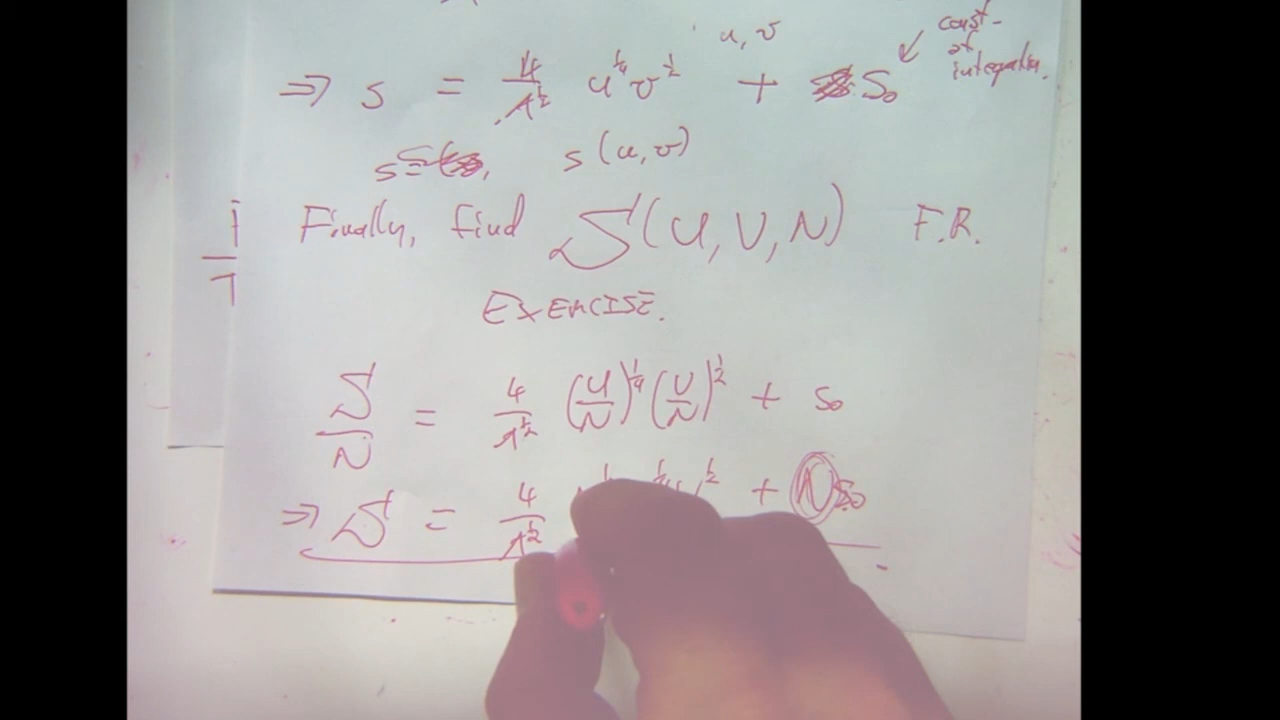 u, v
⇒ s = 4/A^½ u^¼ v^½ + S₀ ↙ const. of integration.
s = s(u, v)
Finally, find S(U, V, N) F.R.
EXERCISE.
S/N = 4/A^½ (U/N)^¼ (V/N)^½ + s₀
⇒ S = 4/A^½ + N s₀